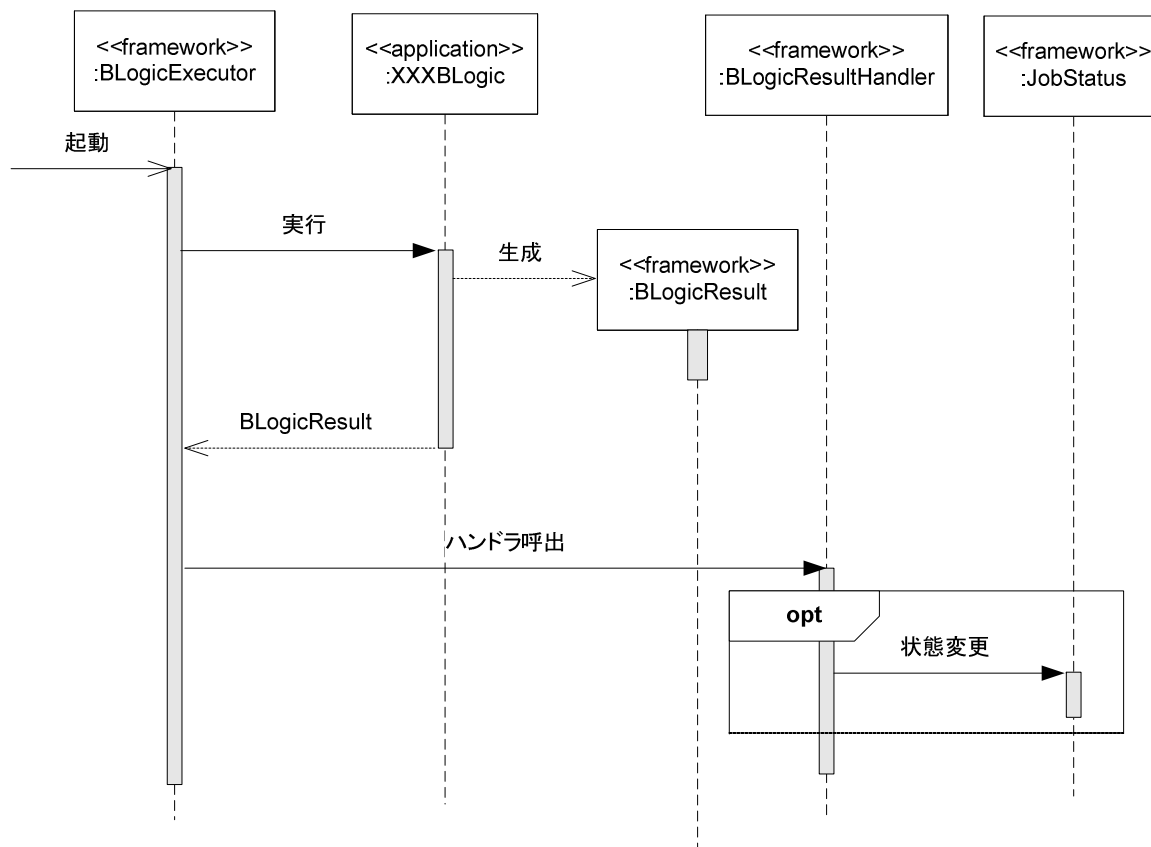 <<framework>>
:BLogicExecutor
<<application>>
:XXXBLogic
<<framework>>
:BLogicResultHandler
<<framework>>
:JobStatus
起動
実行
生成
<<framework>>
:BLogicResult
BLogicResult
ハンドラ呼出
opt
状態変更